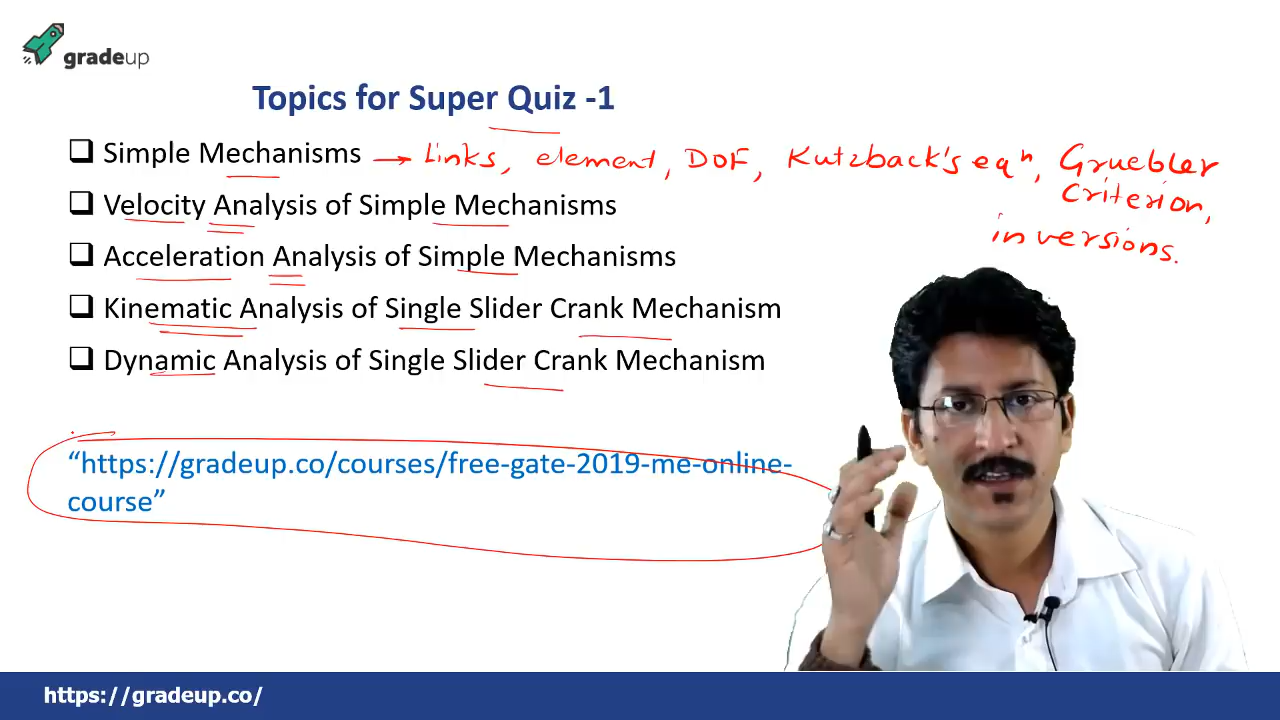 gradeup
Topics for Super Quiz -1
Simple Mechanisms → Links, element, DOF, Kutzback's eqⁿ, Gruebler
Criterion,
Velocity Analysis of Simple Mechanisms
inversions.
Acceleration Analysis of Simple Mechanisms
Kinematic Analysis of Single Slider Crank Mechanism
Dynamic Analysis of Single Slider Crank Mechanism
“https://gradeup.co/courses/free-gate-2019-me-online-
course”
https://gradeup.co/